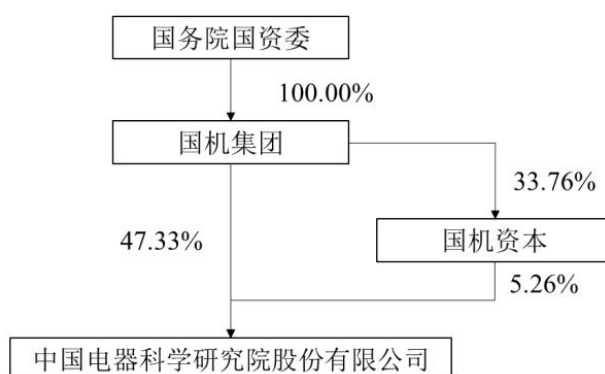 国务院国资委
100.00%
国机集团
33.76%
47.33%
国机资本
5.26%
中国电器科学研究院股份有限公司